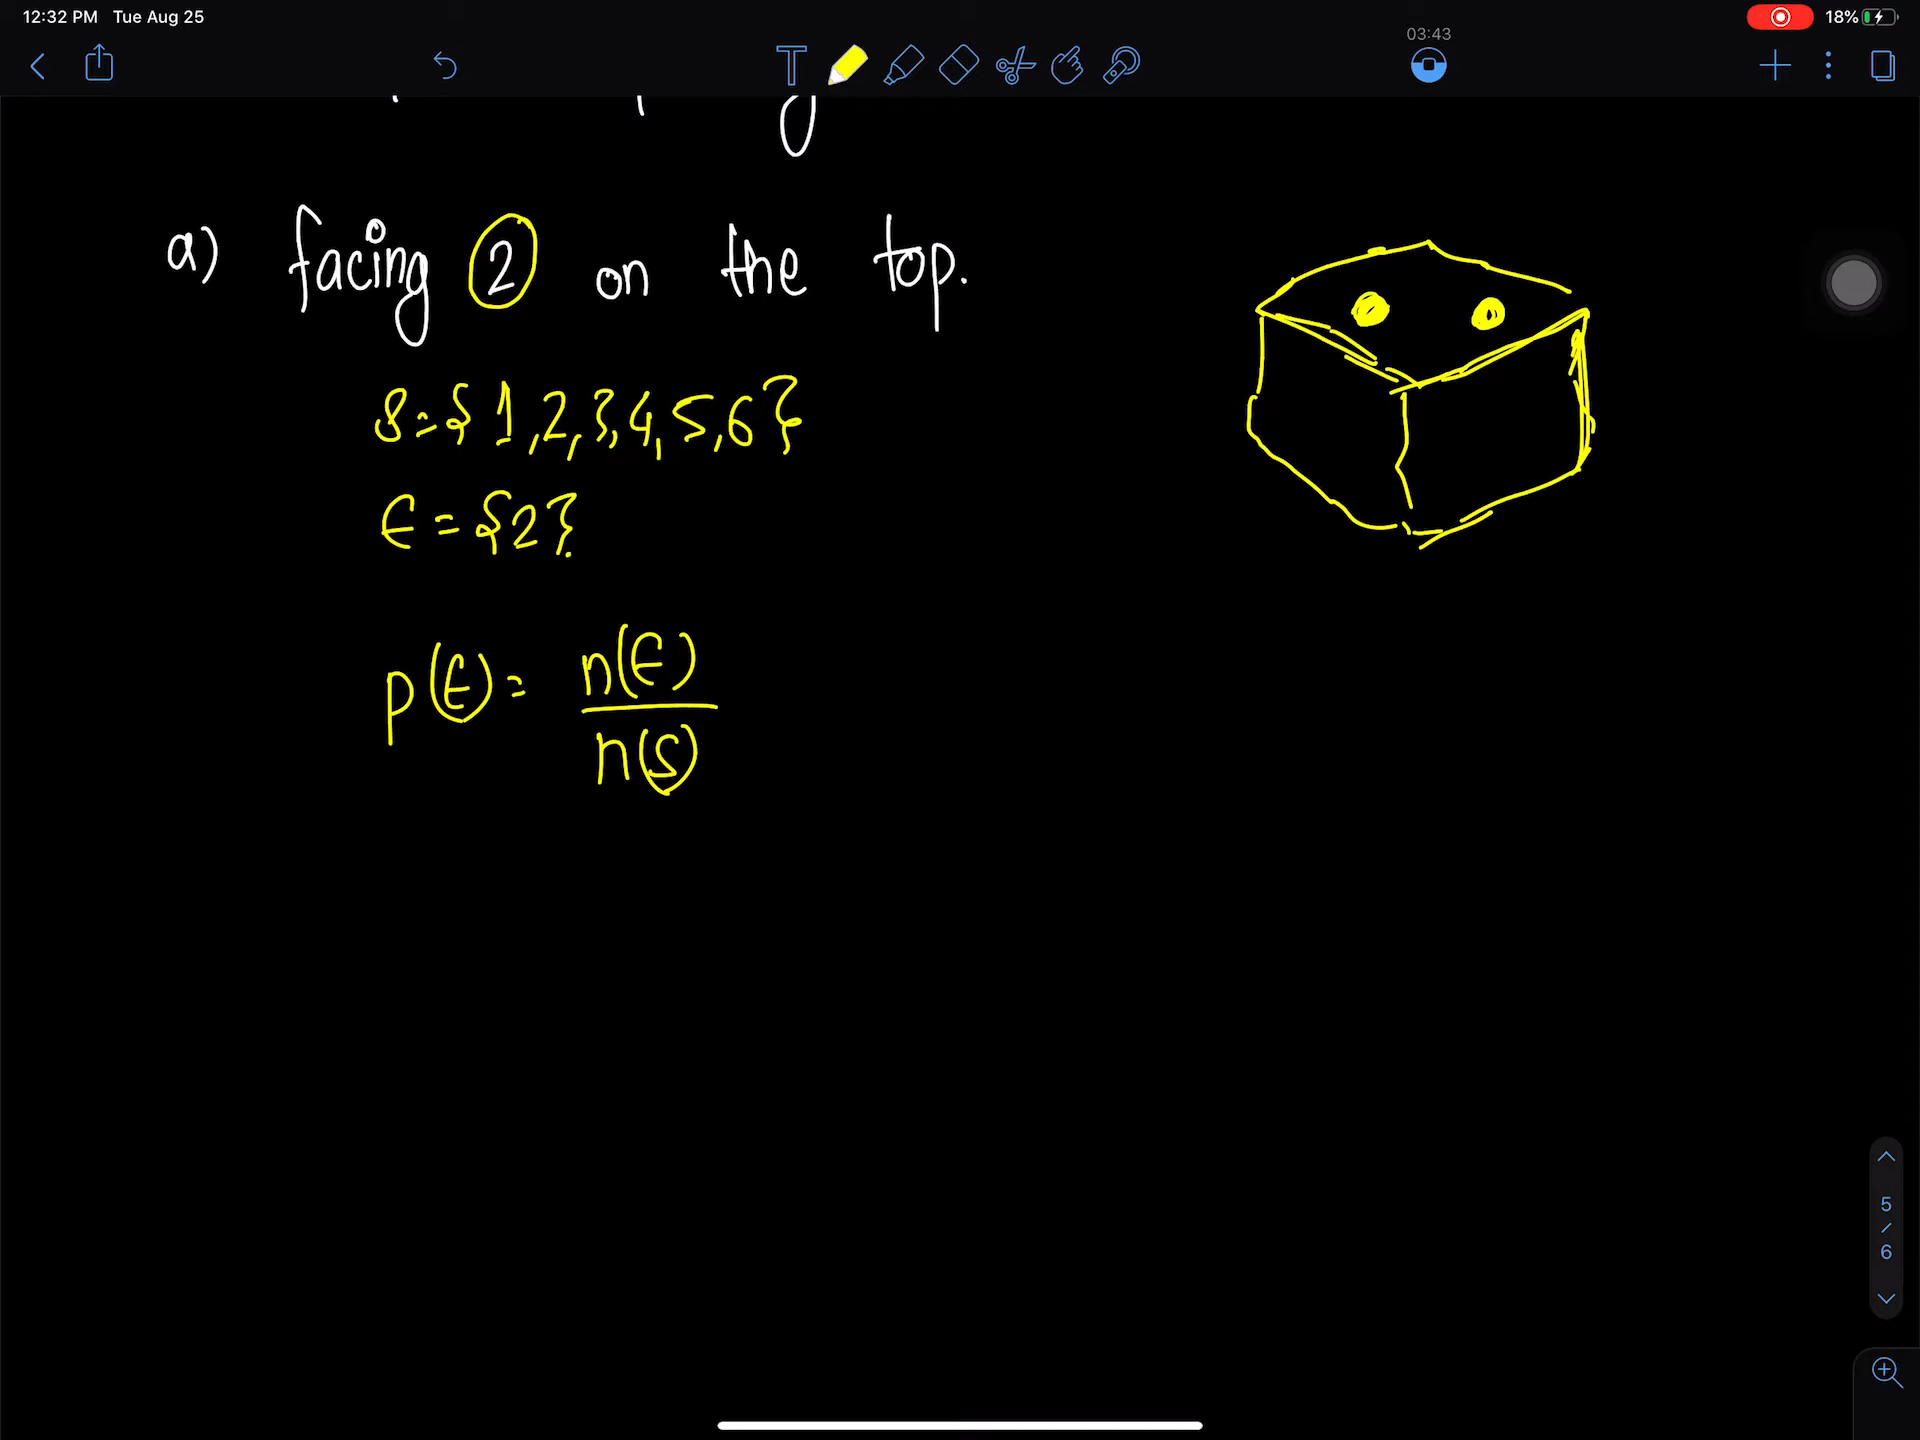 12:32 PM Tue Aug 25
18%
03:43
a) facing 2 on the top.
S={1,2,3,4,5,6}
E={2}
p(E)= n(E)
n(S)
5
/
6